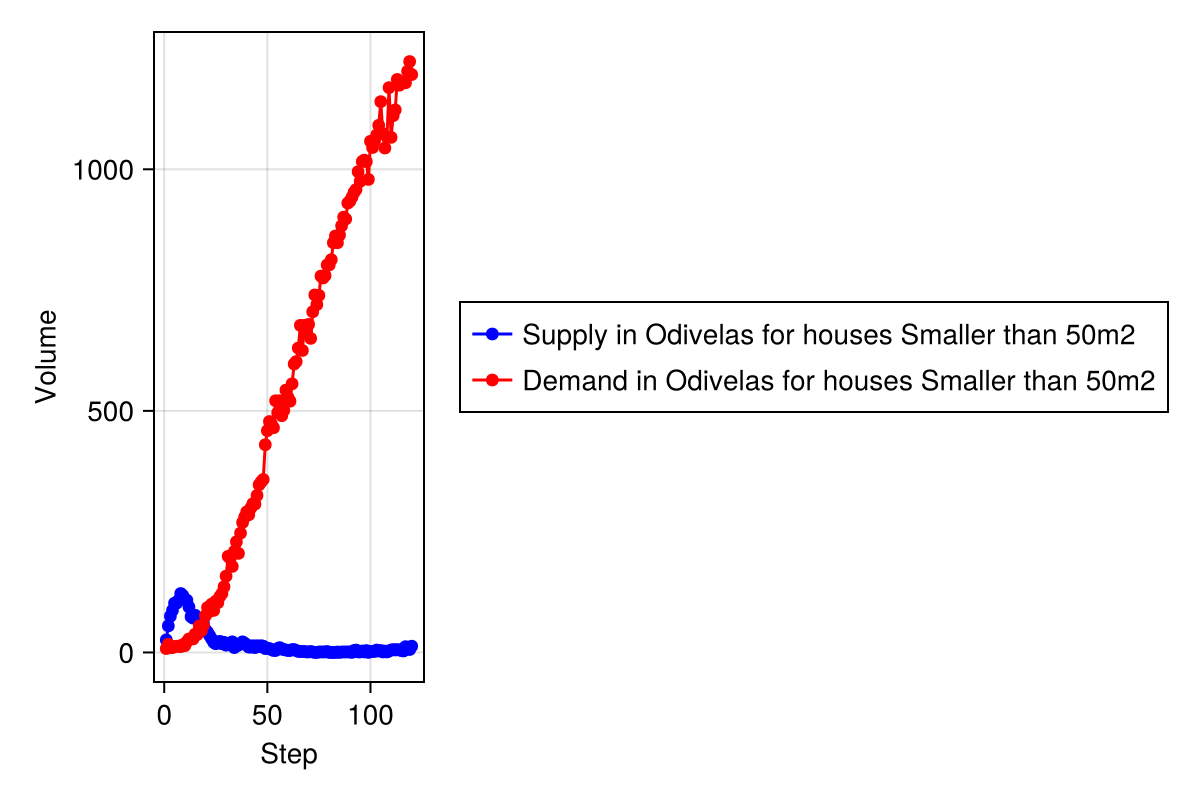 Volume
1000
500
0
0 50 100
Step
Supply in Odivelas for houses Smaller than 50m2
Demand in Odivelas for houses Smaller than 50m2